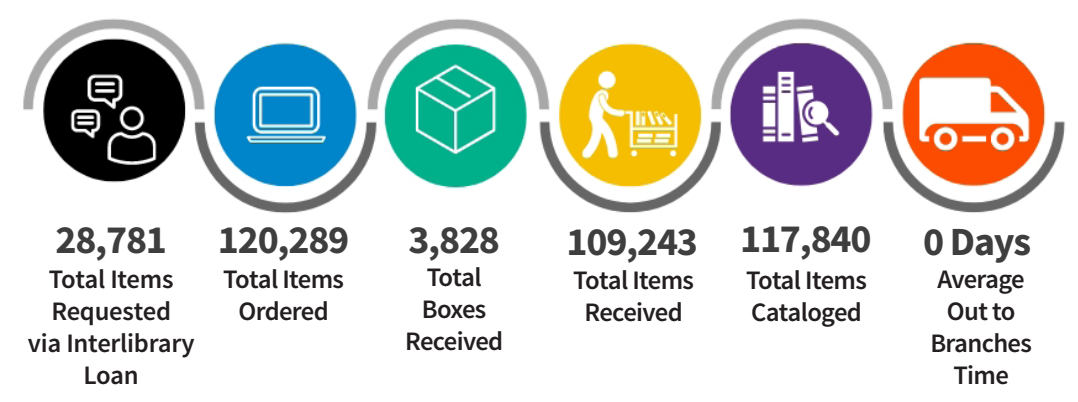 28,781
Total Items
Requested
via Interlibrary
Loan
120,289
Total Items
Ordered
3,828
Total
Boxes
Received
109,243
Total Items
Received
117,840
Total Items
Cataloged
0 Days
Average
Out to
Branches
Time